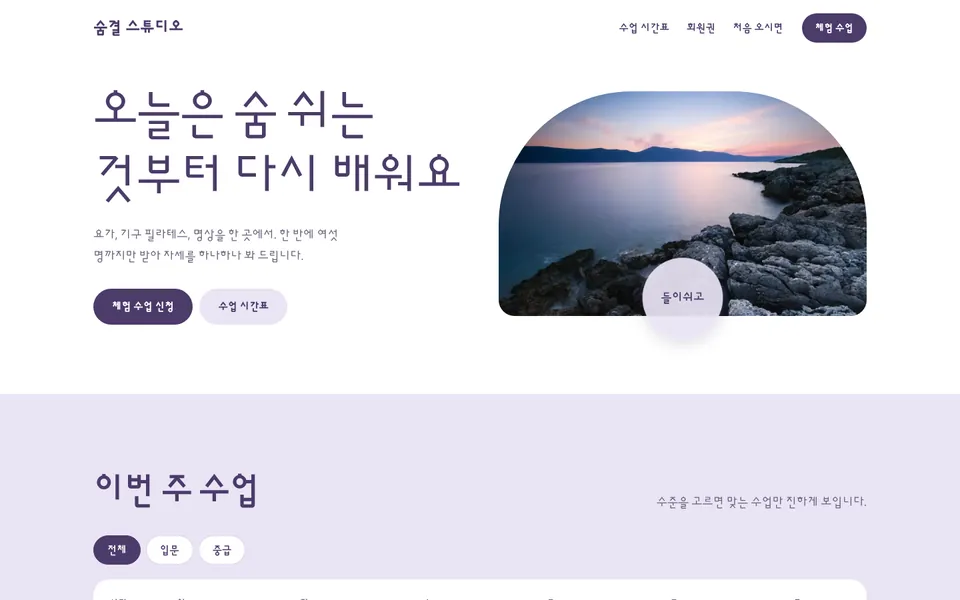 숨결 스튜디오
수업 시간표
회원권
처음 오시면
체험 수업
오늘은 숨 쉬는
것부터 다시 배워요
요가, 기구 필라테스, 명상을 한 곳에서. 한 반에 여섯
명까지만 받아 자세를 하나하나 봐 드립니다.
체험 수업 신청
수업 시간표
들이쉬고
이번 주 수업
수준을 고르면 맞는 수업만 진하게 보입니다.
전체
입문
중급